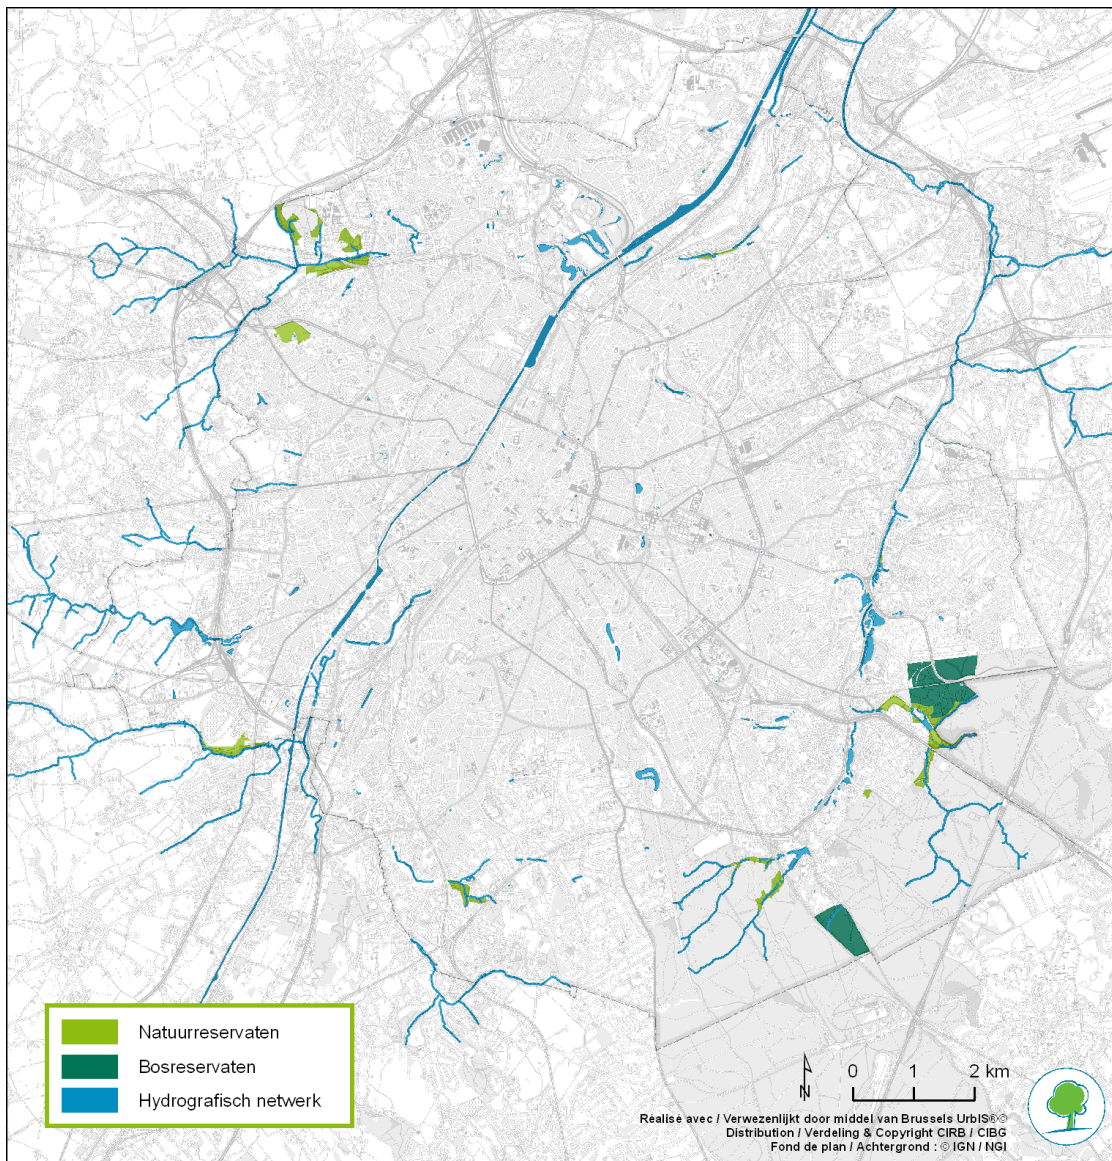 Natuurreservaten
Bosreservaten
Hydrografisch netwerk
N
0 1 2 km
Réalisé avec / Verwezenlijkt door middel van Brussels UrbIS®©
Distribution / Verdeling & Copyright CIRB / CIBG
Fond de plan / Achtergrond : © IGN / NGI